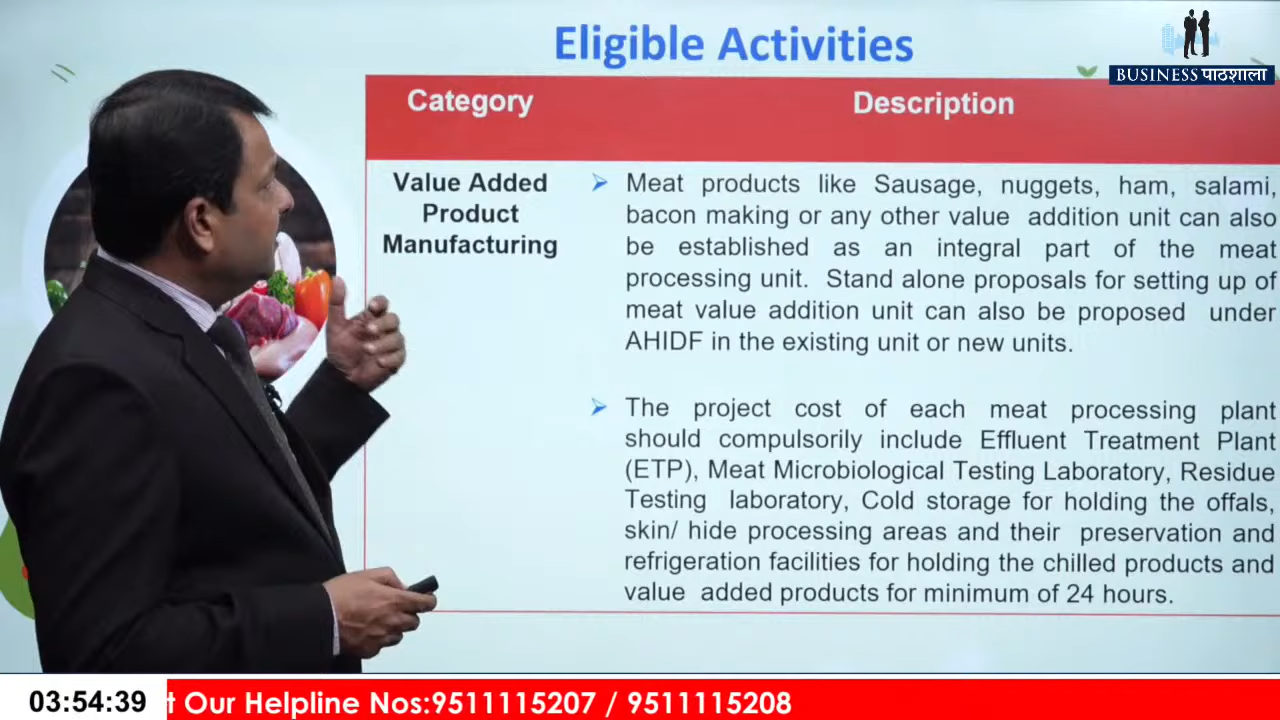 Eligible Activities
BUSINESS पाठशाला
Category
Description
Value Added
Product
Manufacturing
Meat products like Sausage, nuggets, ham, salami,
bacon making or any other value addition unit can also
be established as an integral part of the meat
processing unit. Stand alone proposals for setting up of
meat value addition unit can also be proposed under
AHIDF in the existing unit or new units.
The project cost of each meat processing plant
should compulsorily include Effluent Treatment Plant
(ETP), Meat Microbiological Testing Laboratory, Residue
Testing laboratory, Cold storage for holding the offals,
skin/ hide processing areas and their preservation and
refrigeration facilities for holding the chilled products and
value added products for minimum of 24 hours.
03:54:39
t Our Helpline Nos:9511115207 / 9511115208